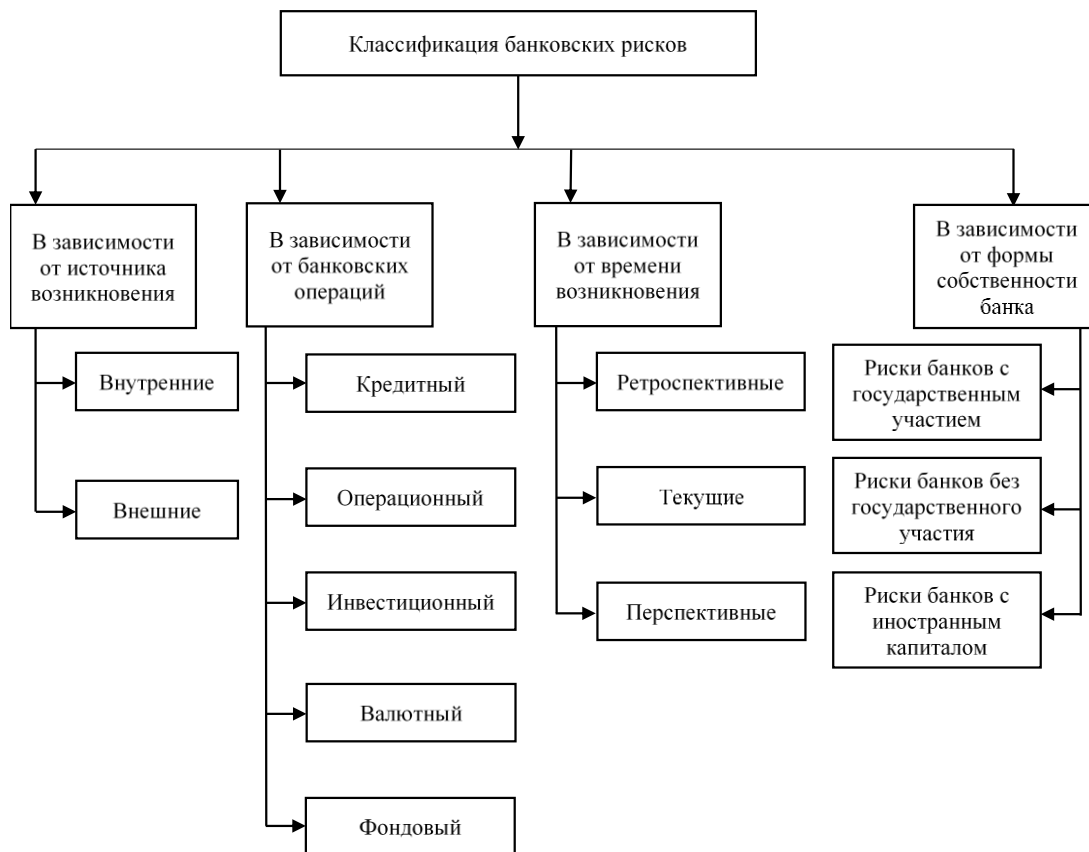 Классификация банковских рисков
В зависимости
от источника
возникновения
В зависимости
от банковских
операций
В зависимости
от времени
возникновения
В зависимости
от формы
собственности
банка
Внутренние
Внешние
Кредитный
Операционный
Инвестиционный
Валютный
Фондовый
Ретроспективные
Текушие
Перспективные
Риски банков с
государственным
участием
Риски банков без
государственного
участия
Риски банков с
иностранным
капиталом